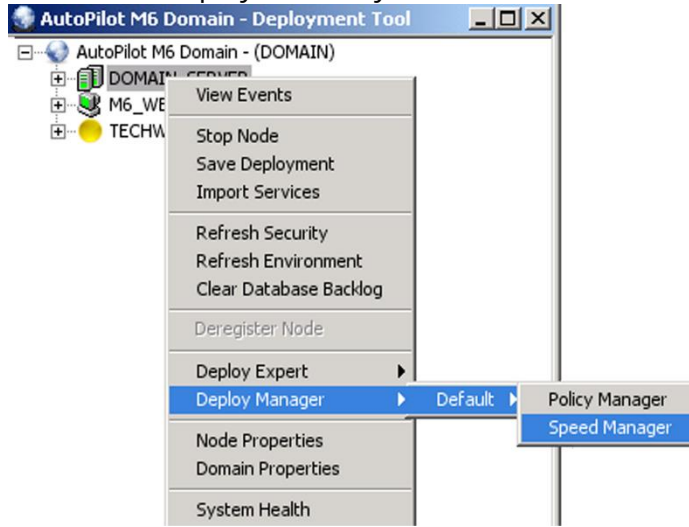 AutoPilot M6 Domain - Deployment Tool
AutoPilot M6 Domain - (DOMAIN)
DOMAIN_SERVER
M6_WE
TECHW
View Events
Stop Node
Save Deployment
Import Services
Refresh Security
Refresh Environment
Clear Database Backlog
Deregister Node
Deploy Expert
Deploy Manager
Default
Policy Manager
Speed Manager
Node Properties
Domain Properties
System Health